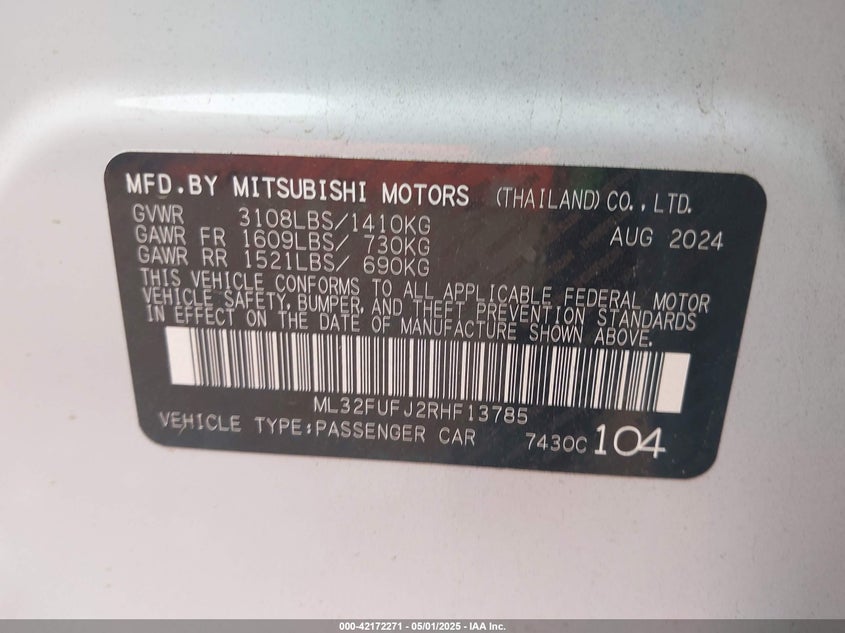 MFD.BY MITSUBISHI MOTORS (THAILAND)CO.,LTD.
GVWR 3108LBS/1410KG AUG 2024
GAWR FR 1609LBS/ 730KG
GAWR RR 1521LBS/ 690KG
THIS VEHICLE CONFORMS TO ALL APPLICABLE FEDERAL MOTOR
VEHICLE SAFETY, BUMPER, AND THEFT PREVENTION STANDARDS
IN EFFECT ON THE DATE OF MANUFACTURE SHOWN ABOVE.
ML32FUFJ2RHF13785
VEHICLE TYPE:PASSENGER CAR 7430C 104
000-42172271 - 05/01/2025 - IAA Inc.